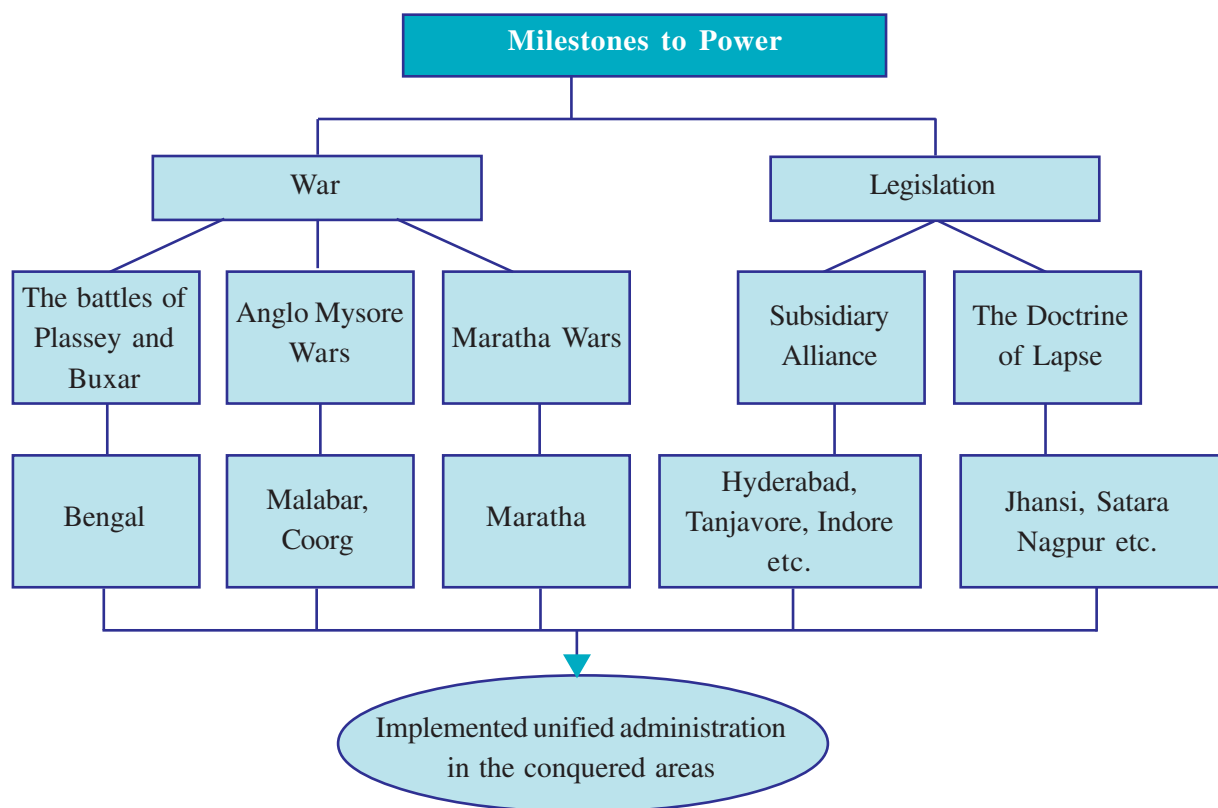 Milestones to Power
War
Legislation
The battles of
Plassey and
Buxar
Anglo Mysore
Wars
Maratha Wars
Subsidiary
Alliance
The Doctrine
of Lapse
Bengal
Malabar,
Coorg
Maratha
Hyderabad,
Tanjavore, Indore
etc.
Jhansi, Satara
Nagpur etc.
Implemented unified administration
in the conquered areas